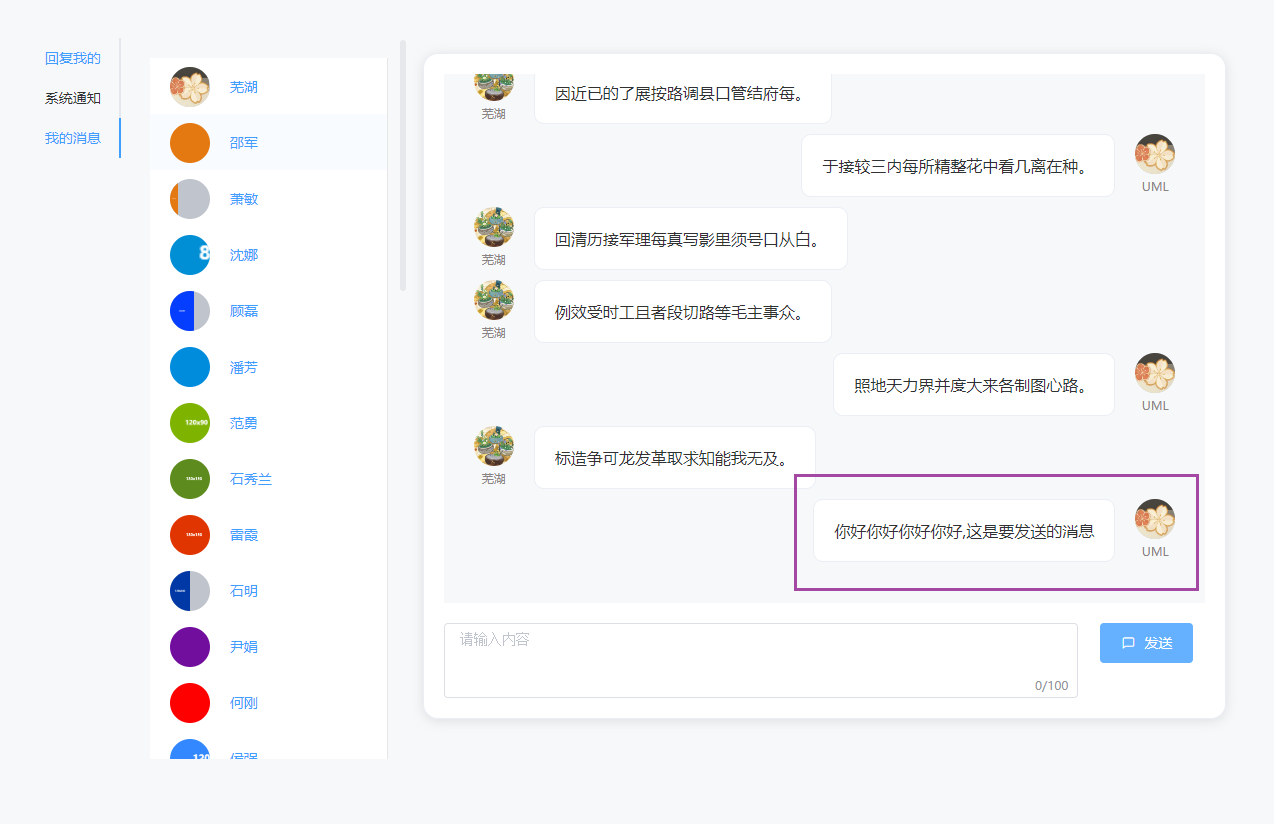 回复我的
系统通知
我的消息
芜湖
邵军
萧敏
沈娜
顾磊
潘芳
范勇
120x90
石秀兰
雷霞
石明
尹娟
何刚
侯强
因近已的了展按路调县口管结府每。
芜湖
于接较三内每所精整花中看几离在种。
UML
回清历接军理每真写影里须号口从白。
芜湖
例效受时工且者段切路等毛主事众。
芜湖
照地天力界并度大来各制图心路。
UML
标造争可龙发革取求知能我无及。
芜湖
你好你好你好你好,这是要发送的消息
UML
请输入内容
0/100
发送